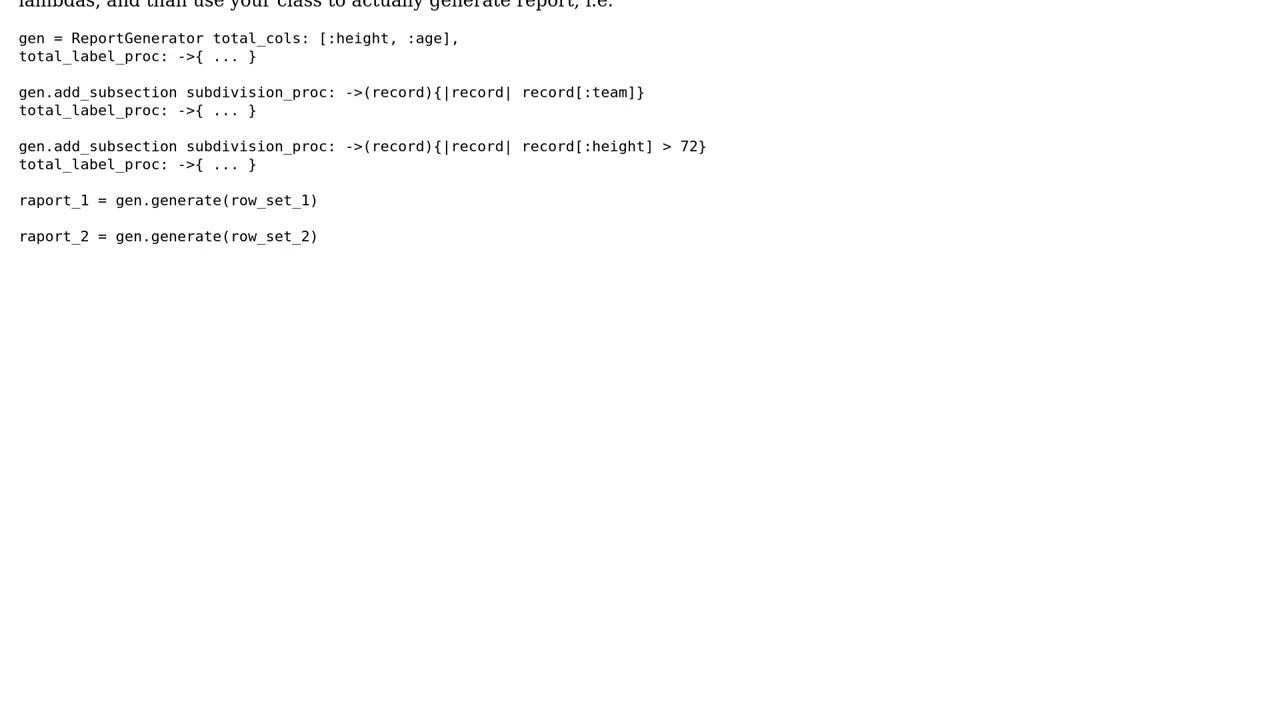 lambdas, and than use your class to actually generate report, i.e.
gen = ReportGenerator total_cols: [:height, :age],
total_label_proc: ->{ ... }
gen.add_subsection subdivision_proc: ->(record){|record| record[:team]}
total_label_proc: ->{ ... }
gen.add_subsection subdivision_proc: ->(record){|record| record[:height] > 72}
total_label_proc: ->{ ... }
raport_1 = gen.generate(row_set_1)
raport_2 = gen.generate(row_set_2)